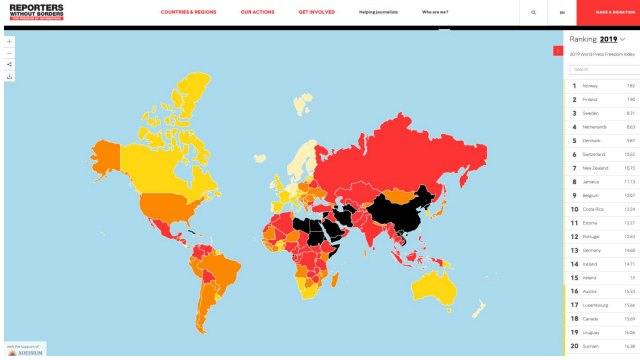 REPORTERS
WITHOUT BORDERS
FOR FREEDOM OF INFORMATION
COUNTRIES & REGIONS
OUR ACTIONS
GET INVOLVED
Helping journalists
Who are we?
EN
MAKE A DONATION
Ranking 2019
2019 World Press Freedom Index
Search
1 Norway 7.82
2 Finland 7.90
3 Sweden 8.31
4 Netherlands 8.63
5 Denmark 9.87
6 Switzerland 10.52
7 New Zealand 10.75
8 Jamaica 11.13
9 Belgium 12.07
10 Costa Rica 12.24
11 Estonia 12.27
12 Portugal 12.63
13 Germany 14.60
14 Iceland 14.71
15 Ireland 15
16 Austria 15.33
17 Luxembourg 15.66
18 Canada 15.69
19 Uruguay 16.06
20 Surinam 16.38
with the support of
ADESSIUM